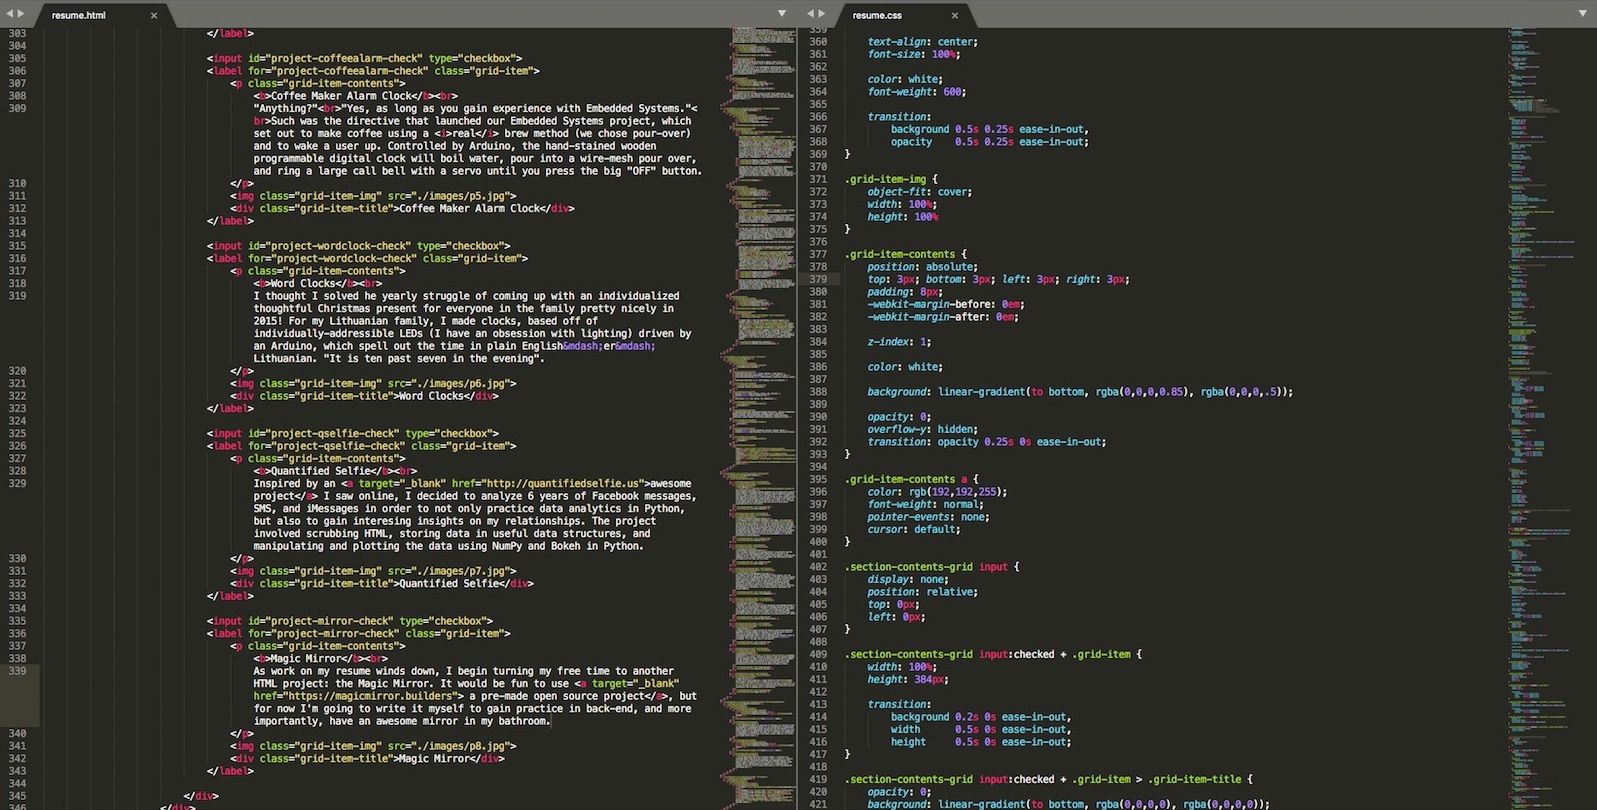 resume.html ×
303 </label>
304
305 <input id="project-coffeealarm-check" type="checkbox">
306 <label for="project-coffeealarm-check" class="grid-item">
307 <p class="grid-item-contents">
308 <b>Coffee Maker Alarm Clock</b><br>
309 "Anything?"<br>"Yes, as long as you gain experience with Embedded Systems."<
br>Such was the directive that launched our Embedded Systems project, which
set out to make coffee using a <i>real</i> brew method (we chose pour-over)
and to wake a user up. Controlled by Arduino, the hand-stained wooden
programmable digital clock will boil water, pour into a wire-mesh pour over,
and ring a large call bell with a servo until you press the big "OFF" button.
310 </p>
311 <img class="grid-item-img" src="./images/p5.jpg">
312 <div class="grid-item-title">Coffee Maker Alarm Clock</div>
313 </label>
314
315 <input id="project-wordclock-check" type="checkbox">
316 <label for="project-wordclock-check" class="grid-item">
317 <p class="grid-item-contents">
318 <b>Word Clocks</b><br>
319 I thought I solved he yearly struggle of coming up with an individualized
thoughtful Christmas present for everyone in the family pretty nicely in
2015! For my Lithuanian family, I made clocks, based off of
individually-addressible LEDs (I have an obsession with lighting) driven by
an Arduino, which spell out the time in plain English&mdash;er&mdash;
Lithuanian. "It is ten past seven in the evening".
320 </p>
321 <img class="grid-item-img" src="./images/p6.jpg">
322 <div class="grid-item-title">Word Clocks</div>
323 </label>
324
325 <input id="project-qselfie-check" type="checkbox">
326 <label for="project-qselfie-check" class="grid-item">
327 <p class="grid-item-contents">
328 <b>Quantified Selfie</b><br>
329 Inspired by an <a target="_blank" href="http://quantifiedselfie.us">awesome
project</a> I saw online, I decided to analyze 6 years of Facebook messages,
SMS, and iMessages in order to not only practice data analytics in Python,
but also to gain interesing insights on my relationships. The project
involved scrubbing HTML, storing data in useful data structures, and
manipulating and plotting the data using NumPy and Bokeh in Python.
330 </p>
331 <img class="grid-item-img" src="./images/p7.jpg">
332 <div class="grid-item-title">Quantified Selfie</div>
333 </label>
334
335 <input id="project-mirror-check" type="checkbox">
336 <label for="project-mirror-check" class="grid-item">
337 <p class="grid-item-contents">
338 <b>Magic Mirror</b><br>
339 As work on my resume winds down, I begin turning my free time to another
HTML project: the Magic Mirror. It would be fun to use <a target="_blank"
href="https://magicmirror.builders"> a pre-made open source project</a>, but
for now I'm going to write it myself to gain practice in back-end, and more
importantly, have an awesome mirror in my bathroom.
340 </p>
341 <img class="grid-item-img" src="./images/p8.jpg">
342 <div class="grid-item-title">Magic Mirror</div>
343 </label>
344
345 </div>
346 </div>
resume.css ×
359
360 text-align: center;
361 font-size: 100%;
362
363 color: white;
364 font-weight: 600;
365
366 transition:
367 background 0.5s 0.25s ease-in-out,
368 opacity 0.5s 0.25s ease-in-out;
369 }
370
371 .grid-item-img {
372 object-fit: cover;
373 width: 100%;
374 height: 100%
375 }
376
377 .grid-item-contents {
378 position: absolute;
379 top: 3px; bottom: 3px; left: 3px; right: 3px;
380 padding: 8px;
381 -webkit-margin-before: 0em;
382 -webkit-margin-after: 0em;
383
384 z-index: 1;
385
386 color: white;
387
388 background: linear-gradient(to bottom, rgba(0,0,0,0.85), rgba(0,0,0,.5));
389
390 opacity: 0;
391 overflow-y: hidden;
392 transition: opacity 0.25s 0s ease-in-out;
393 }
394
395 .grid-item-contents a {
396 color: rgb(192,192,255);
397 font-weight: normal;
398 pointer-events: none;
399 cursor: default;
400 }
401
402 .section-contents-grid input {
403 display: none;
404 position: relative;
405 top: 0px;
406 left: 0px;
407 }
408
409 .section-contents-grid input:checked + .grid-item {
410 width: 100%;
411 height: 384px;
412
413 transition:
414 background 0.2s 0s ease-in-out,
415 width 0.5s 0s ease-in-out,
416 height 0.5s 0s ease-in-out;
417 }
418
419 .section-contents-grid input:checked + .grid-item > .grid-item-title {
420 opacity: 0;
421 background: linear-gradient(to bottom, rgba(0,0,0,0), rgba(0,0,0,0));